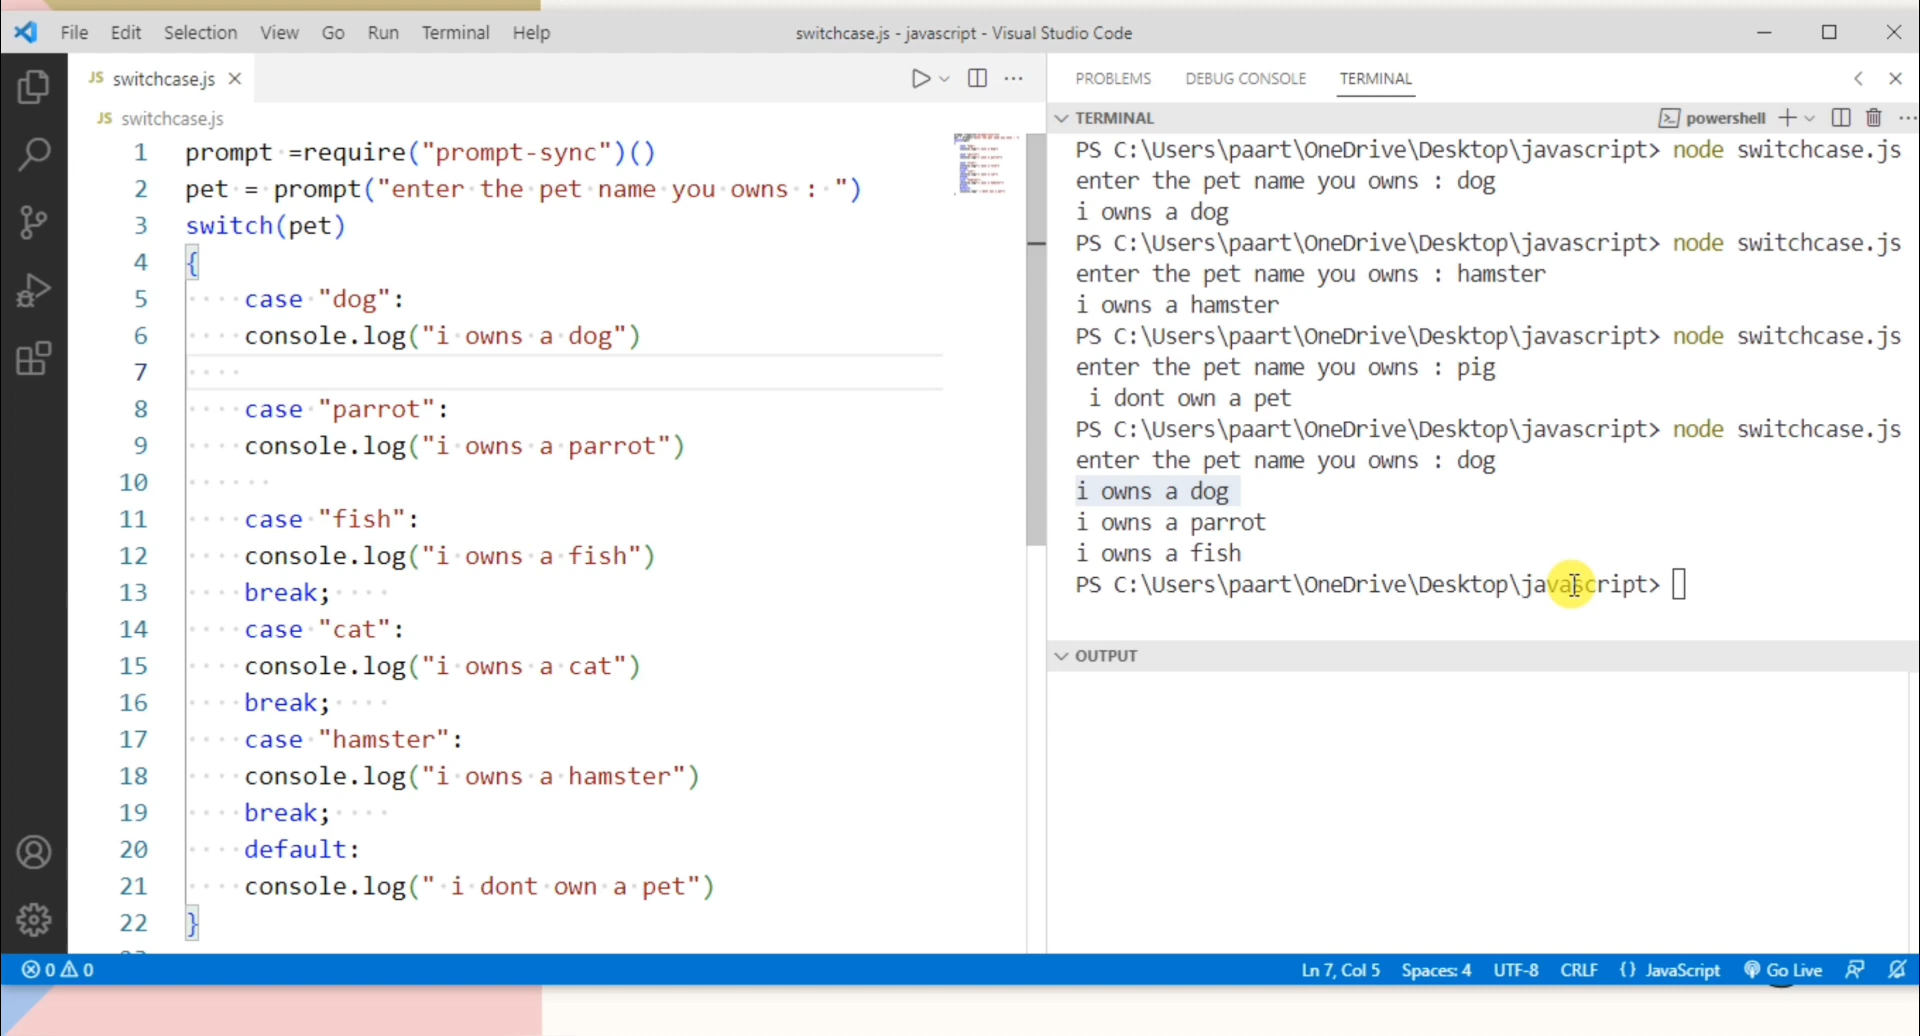 File Edit Selection View Go Run Terminal Help
switchcase.js - javascript - Visual Studio Code
JS switchcase.js
JS switchcase.js
1 prompt =require("prompt-sync")()
2 pet = prompt("enter the pet name you owns : ")
3 switch(pet)
4 {
5 case "dog":
6 console.log("i owns a dog")
7
8 case "parrot":
9 console.log("i owns a parrot")
10
11 case "fish":
12 console.log("i owns a fish")
13 break;
14 case "cat":
15 console.log("i owns a cat")
16 break;
17 case "hamster":
18 console.log("i owns a hamster")
19 break;
20 default:
21 console.log(" i dont own a pet")
22 }
PROBLEMS DEBUG CONSOLE TERMINAL
TERMINAL
powershell
PS C:\Users\paart\OneDrive\Desktop\javascript> node switchcase.js
enter the pet name you owns : dog
i owns a dog
PS C:\Users\paart\OneDrive\Desktop\javascript> node switchcase.js
enter the pet name you owns : hamster
i owns a hamster
PS C:\Users\paart\OneDrive\Desktop\javascript> node switchcase.js
enter the pet name you owns : pig
 i dont own a pet
PS C:\Users\paart\OneDrive\Desktop\javascript> node switchcase.js
enter the pet name you owns : dog
i owns a dog
i owns a parrot
i owns a fish
PS C:\Users\paart\OneDrive\Desktop\javascript>
OUTPUT
0 0
Ln 7, Col 5 Spaces: 4 UTF-8 CRLF {} JavaScript Go Live